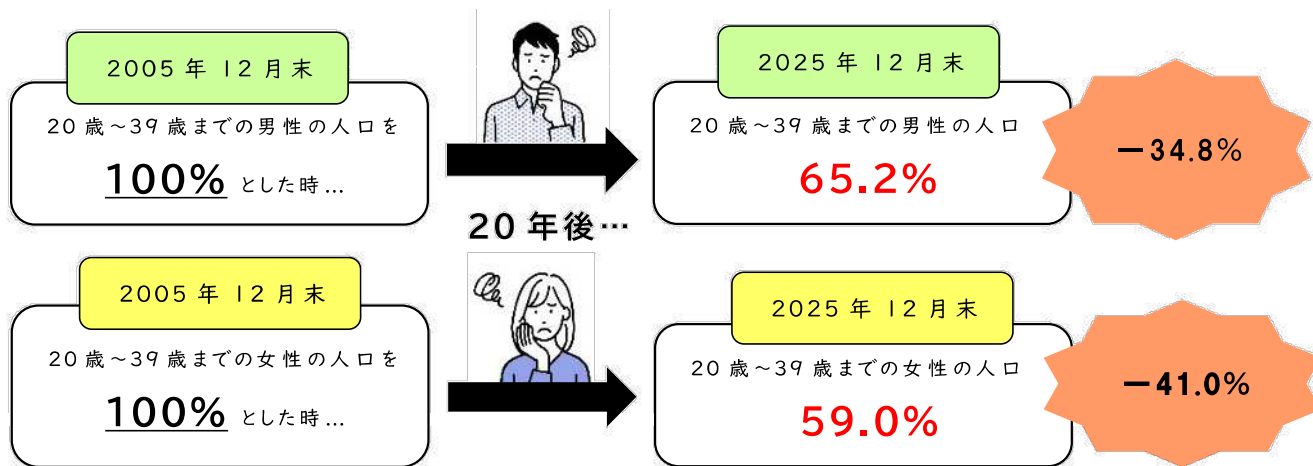 2005年12月末
20歳～39歳までの男性の人口を
100%とした時…
2025年12月末
20歳～39歳までの男性の人口
65.2%
－34.8%
20年後…
2005年12月末
20歳～39歳までの女性の人口を
100%とした時…
2025年12月末
20歳～39歳までの女性の人口
59.0%
－41.0%